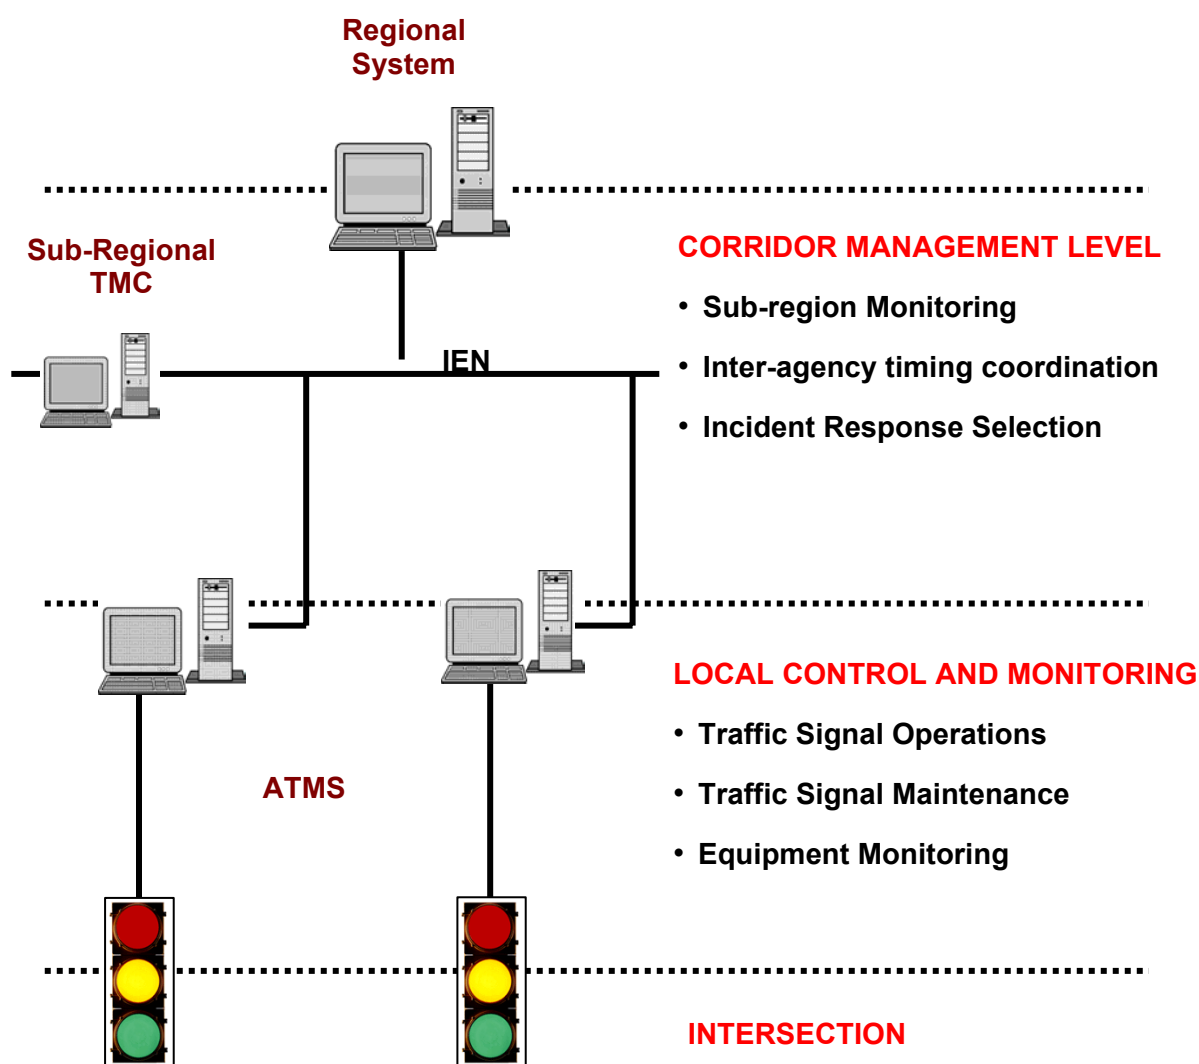 Regional
System
Sub-Regional
TMC
CORRIDOR MANAGEMENT LEVEL
• Sub-region Monitoring
IEN
• Inter-agency timing coordination
• Incident Response Selection
LOCAL CONTROL AND MONITORING
• Traffic Signal Operations
ATMS
• Traffic Signal Maintenance
• Equipment Monitoring
INTERSECTION